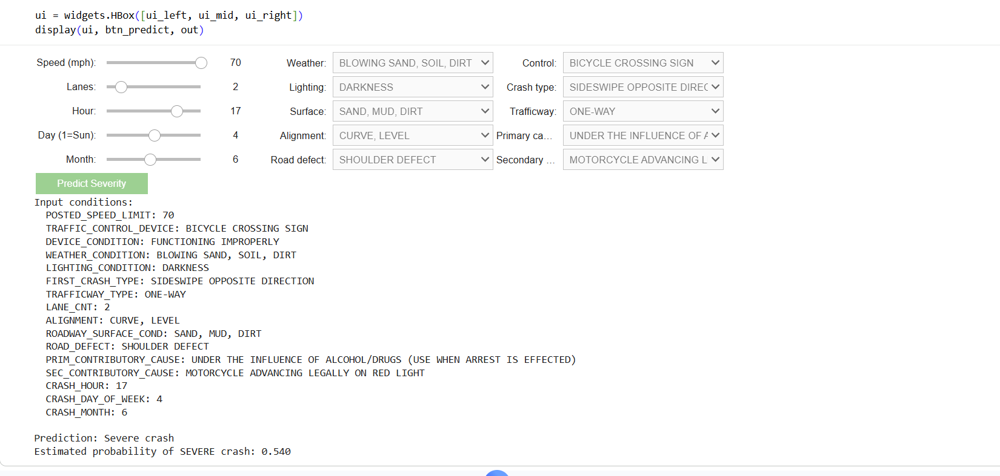 ui = widgets.HBox([ui_left, ui_mid, ui_right])
display(ui, btn_predict, out)
Speed (mph): 70 Weather: BLOWING SAND, SOIL, DIRT Control: BICYCLE CROSSING SIGN
Lanes: 2 Lighting: DARKNESS Crash type: SIDESWIPE OPPOSITE DIREC
Hour: 17 Surface: SAND, MUD, DIRT Trafficway: ONE-WAY
Day (1=Sun): 4 Alignment: CURVE, LEVEL Primary ca... UNDER THE INFLUENCE OF A
Month: 6 Road defect: SHOULDER DEFECT Secondary ... MOTORCYCLE ADVANCING L
Predict Severity
Input conditions:
POSTED_SPEED_LIMIT: 70
TRAFFIC_CONTROL_DEVICE: BICYCLE CROSSING SIGN
DEVICE_CONDITION: FUNCTIONING IMPROPERLY
WEATHER_CONDITION: BLOWING SAND, SOIL, DIRT
LIGHTING_CONDITION: DARKNESS
FIRST_CRASH_TYPE: SIDESWIPE OPPOSITE DIRECTION
TRAFFICWAY_TYPE: ONE-WAY
LANE_CNT: 2
ALIGNMENT: CURVE, LEVEL
ROADWAY_SURFACE_COND: SAND, MUD, DIRT
ROAD_DEFECT: SHOULDER DEFECT
PRIM_CONTRIBUTORY_CAUSE: UNDER THE INFLUENCE OF ALCOHOL/DRUGS (USE WHEN ARREST IS EFFECTED)
SEC_CONTRIBUTORY_CAUSE: MOTORCYCLE ADVANCING LEGALLY ON RED LIGHT
CRASH_HOUR: 17
CRASH_DAY_OF_WEEK: 4
CRASH_MONTH: 6
Prediction: Severe crash
Estimated probability of SEVERE crash: 0.540